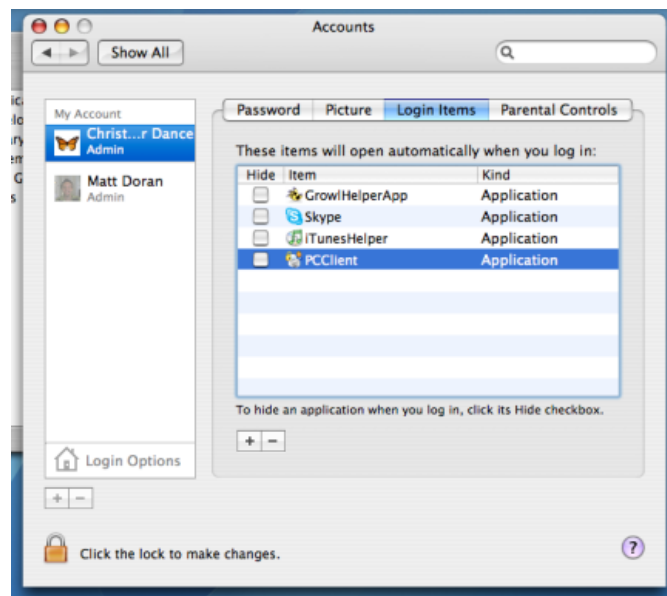 Accounts
Show All
My Account
Christ...r Dance
Admin
Matt Doran
Admin
Login Options
Password Picture Login Items Parental Controls
These items will open automatically when you log in:
Hide Item Kind
GrowlHelperApp Application
Skype Application
iTunesHelper Application
PCClient Application
To hide an application when you log in, click its Hide checkbox.
+ −
+ −
Click the lock to make changes.
?